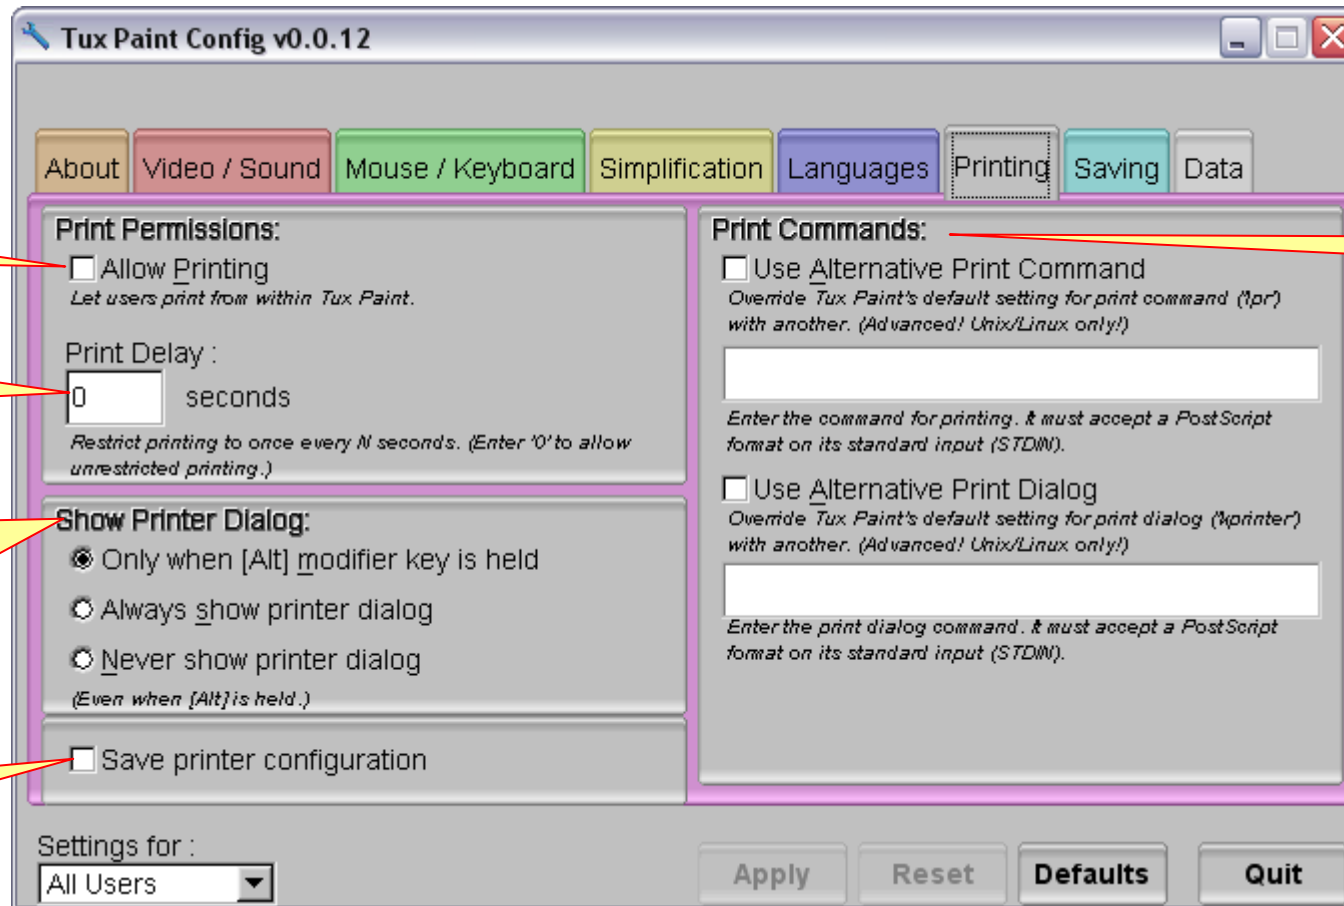 Tux Paint Config v0.0.12
About Video / Sound Mouse / Keyboard Simplification Languages Printing Saving Data
Print Permissions:
Allow Printing
Let users print from within Tux Paint.
Print Delay :
0 seconds
Restrict printing to once every N seconds. (Enter '0' to allow
unrestricted printing.)
Show Printer Dialog:
Only when [Alt] modifier key is held
Always show printer dialog
Never show printer dialog
(Even when [Alt] is held.)
Save printer configuration
Print Commands:
Use Alternative Print Command
Override Tux Paint's default setting for print command ('lpr')
with another. (Advanced! Unix/Linux only!)
Enter the command for printing. It must accept a PostScript
format on its standard input (STDIN).
Use Alternative Print Dialog
Override Tux Paint's default setting for print dialog ('kprinter')
with another. (Advanced! Unix/Linux only!)
Enter the print dialog command. It must accept a PostScript
format on its standard input (STDIN).
Settings for :
All Users
Apply Reset Defaults Quit